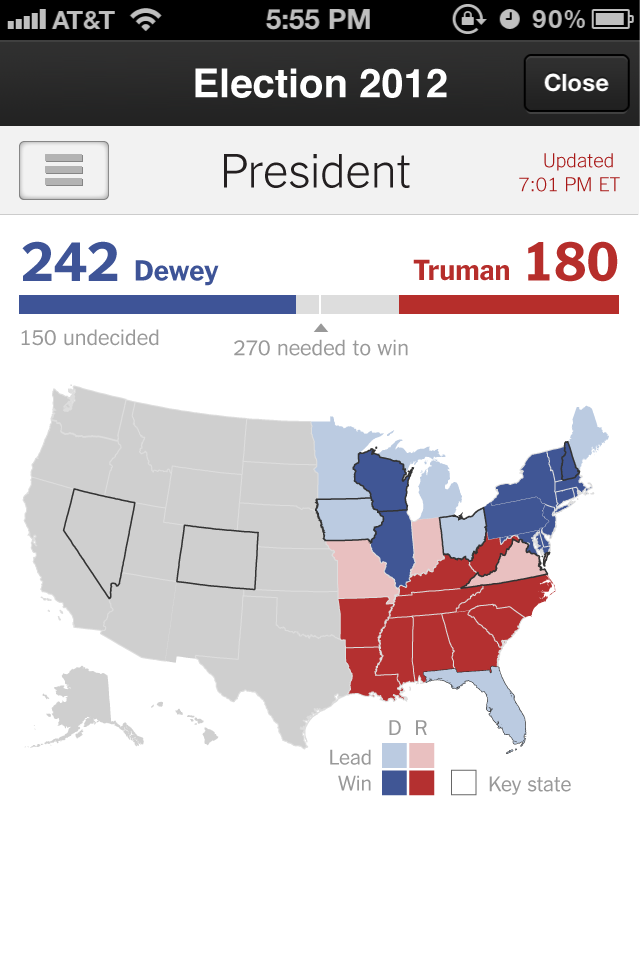 AT&T 5:55 PM 90%
Election 2012 Close
President Updated
7:01 PM ET
242 Dewey Truman 180
150 undecided
270 needed to win
D R
Lead
Win Key state